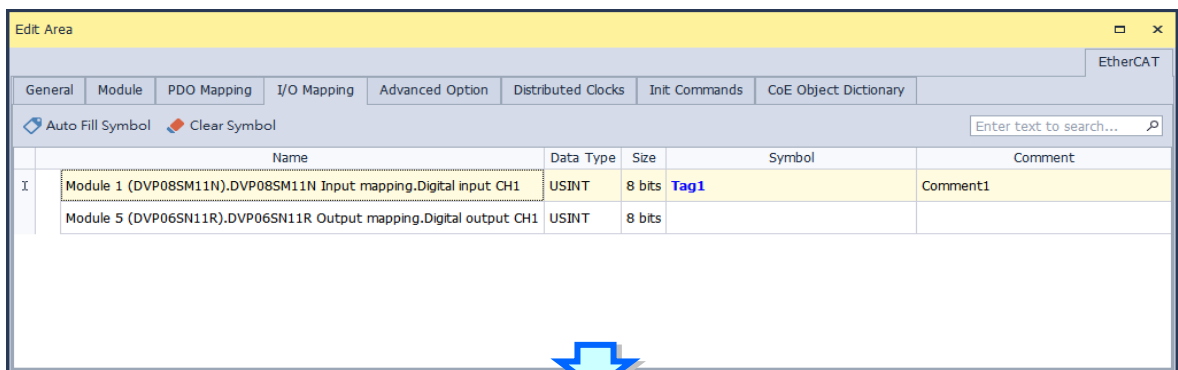 Edit Area
EtherCAT
General Module PDO Mapping I/O Mapping Advanced Option Distributed Clocks Init Commands CoE Object Dictionary
Auto Fill Symbol Clear Symbol Enter text to search...
Name Data Type Size Symbol Comment
Module 1 (DVP08SM11N).DVP08SM11N Input mapping.Digital input CH1 USINT 8 bits Tag1 Comment1
Module 5 (DVP06SN11R).DVP06SN11R Output mapping.Digital output CH1 USINT 8 bits